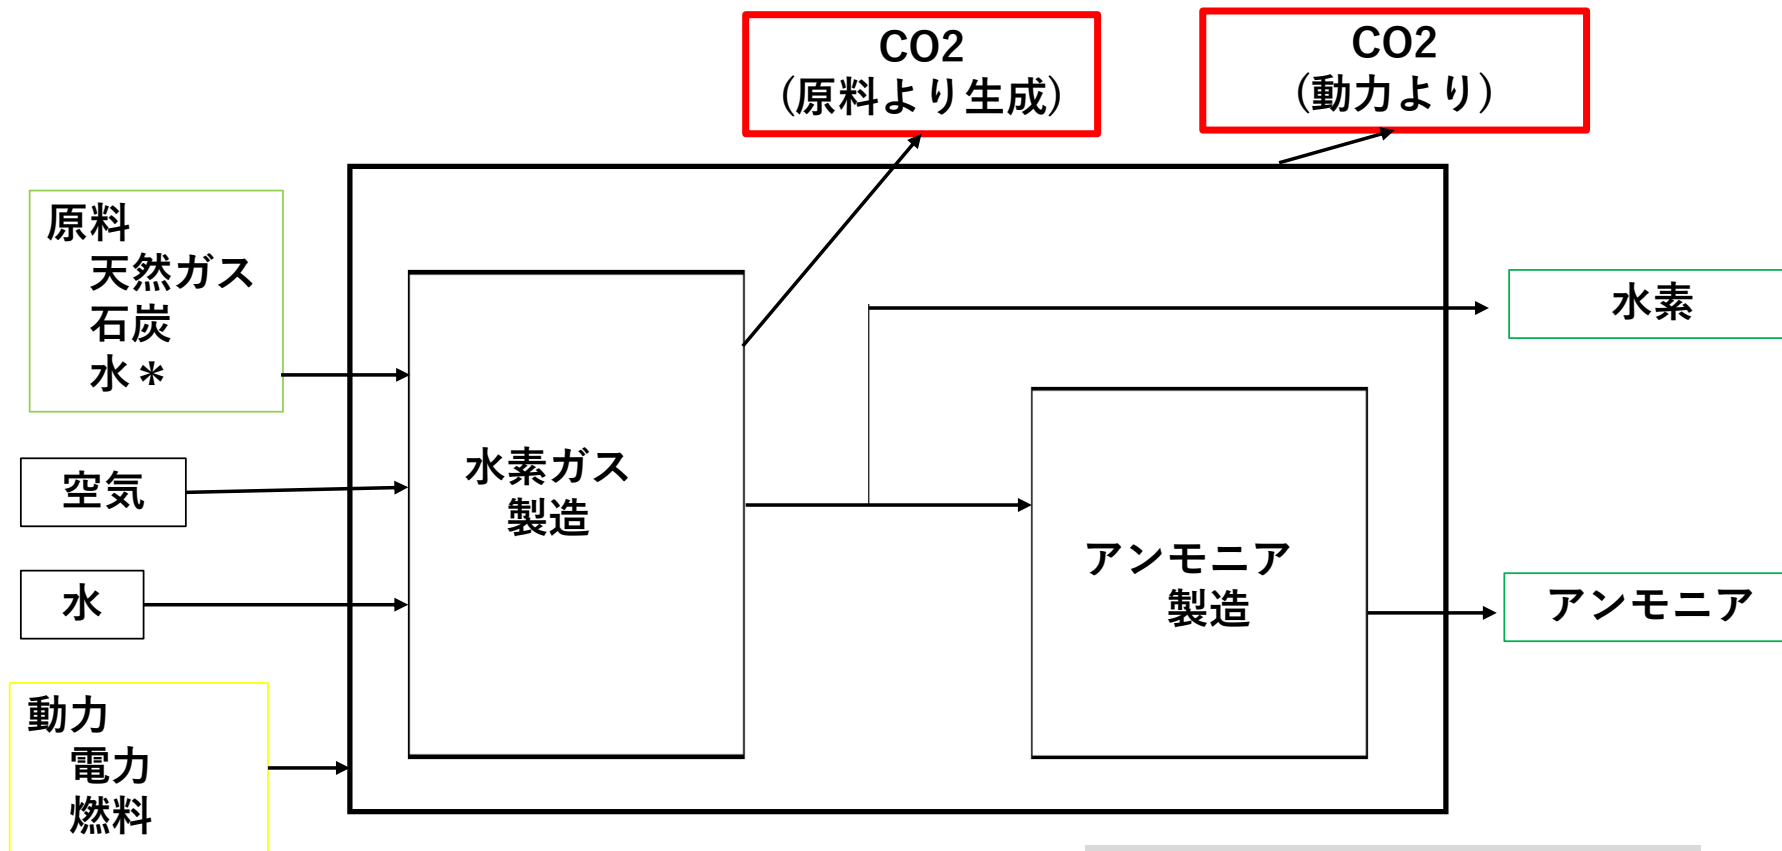 CO2
(原料より生成)
CO2
(動力より)
原料
天然ガス
石炭
水*
空気
水
動力
電力
燃料
水素ガス
製造
アンモニア
製造
水素
アンモニア